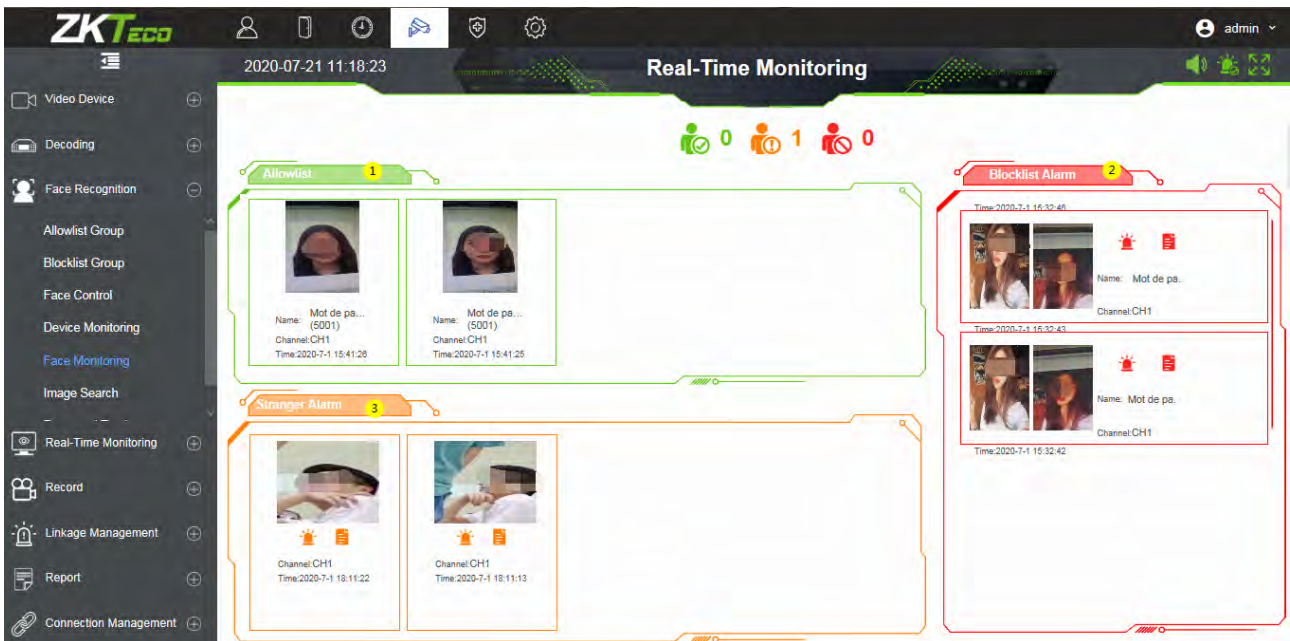 ZKTeco
admin
2020-07-21 11:18:23
Real-Time Monitoring
Video Device
Decoding
Face Recognition
Allowlist Group
Blocklist Group
Face Control
Device Monitoring
Face Monitoring
Image Search
Real-Time Monitoring
Record
Linkage Management
Report
Connection Management
0
1
0
Allowlist 1
Name: Mot de pa...
(5001)
Channel:CH1
Time:2020-7-1 15:41:26
Name: Mot de pa...
(5001)
Channel:CH1
Time:2020-7-1 15:41:25
Blocklist Alarm 2
Time:2020-7-1 15:32:46
Name: Mot de pa.
Channel:CH1
Time:2020-7-1 15:32:43
Name: Mot de pa.
Channel:CH1
Time:2020-7-1 15:32:42
Stranger Alarm 3
Channel:CH1
Time:2020-7-1 18:11:22
Channel:CH1
Time:2020-7-1 18:11:13